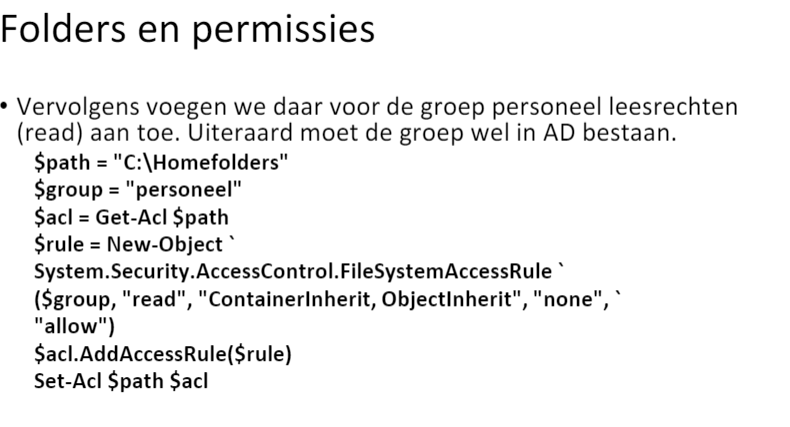 Folders en permissies
• Vervolgens voegen we daar voor de groep personeel leesrechten
(read) aan toe. Uiteraard moet de groep wel in AD bestaan.
$path = "C:\Homefolders"
$group = "personeel"
$acl = Get-Acl $path
$rule = New-Object `
System.Security.AccessControl.FileSystemAccessRule `
($group, "read", "ContainerInherit, ObjectInherit", "none", `
"allow")
$acl.AddAccessRule($rule)
Set-Acl $path $acl